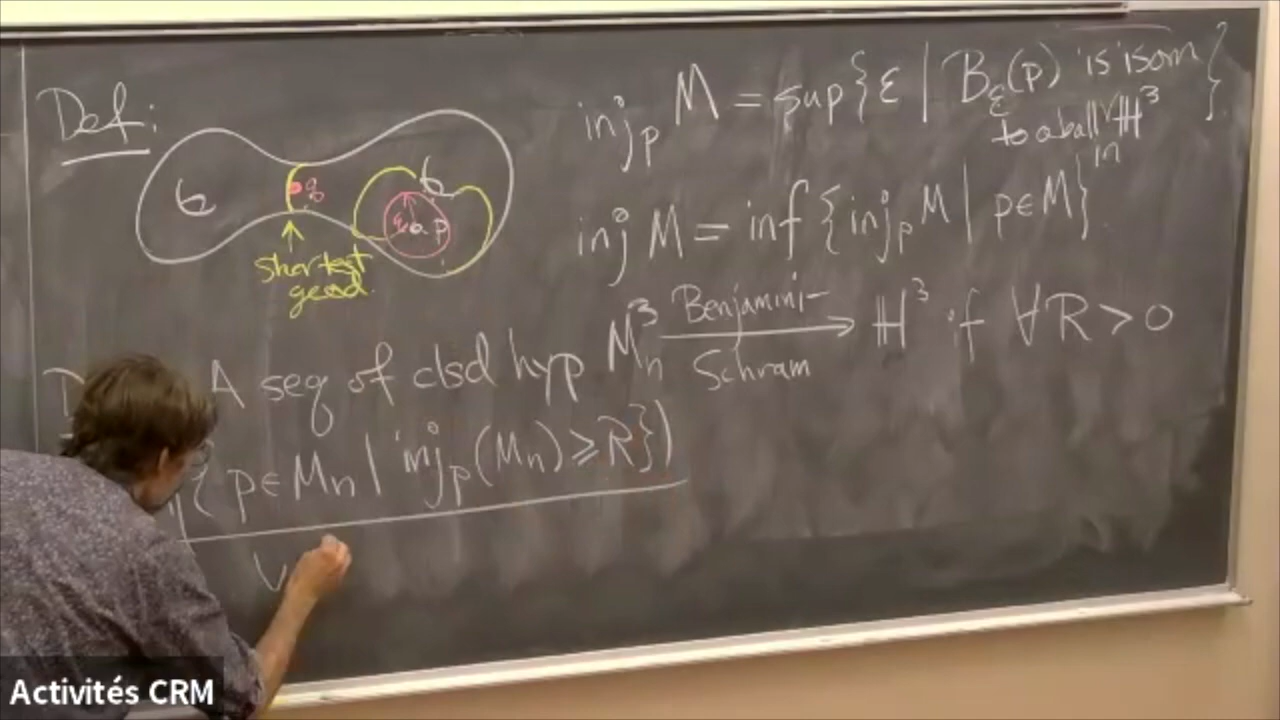 Def:
inj_p M = sup{ε | B_ε(p) is isom
to a ball in ℍ³}
q
ε p
shortest
geod.
inj M = inf{inj_p M | p∈M}
A seq of clsd hyp M_n³ Benjamini-Schram → ℍ³ if ∀R>0
{p∈M_n | inj_p(M_n) ≥ R})
Activités CRM